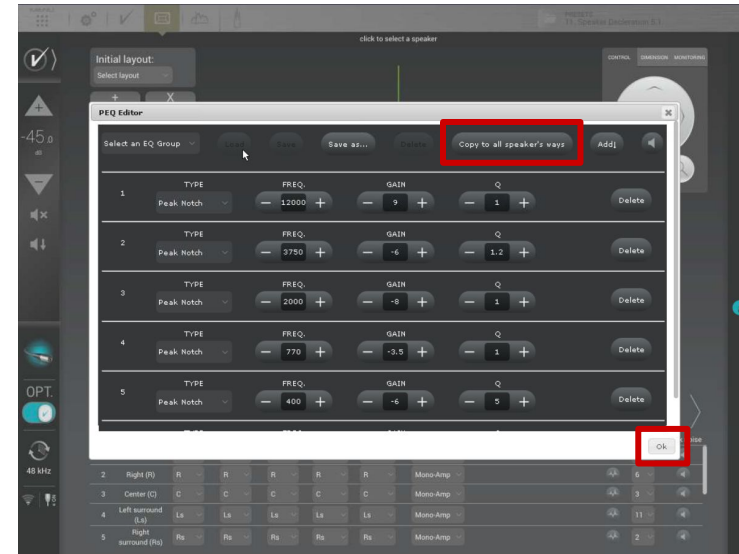 PRESETS
click to select a speaker
Initial layout:
Select layout
CONTROL DIMENSION MONITORING
+ X
PEQ Editor
Select an EQ Group Load Save Save as... Delete Copy to all speaker's ways Add
-45.0
dB
TYPE FREQ. GAIN Q
1 Peak Notch − 12000 + − 9 + − 1 + Delete
TYPE FREQ. GAIN Q
2 Peak Notch − 3750 + − -6 + − 1.2 + Delete
TYPE FREQ. GAIN Q
3 Peak Notch − 2000 + − -8 + − 1 + Delete
TYPE FREQ. GAIN Q
4 Peak Notch − 770 + − -3.5 + − 1 + Delete
TYPE FREQ. GAIN Q
5 Peak Notch − 400 + − -6 + − 5 + Delete
OPT.
Ok
48 kHz
2 Right (R) R R R R R Mono-Amp 6
3 Center (C) C C C C C Mono-Amp 3
4 Left surround (Ls) Ls Ls Ls Ls Ls Mono-Amp 11
5 Right surround (Rs) Rs Rs Rs Rs Rs Mono-Amp 2